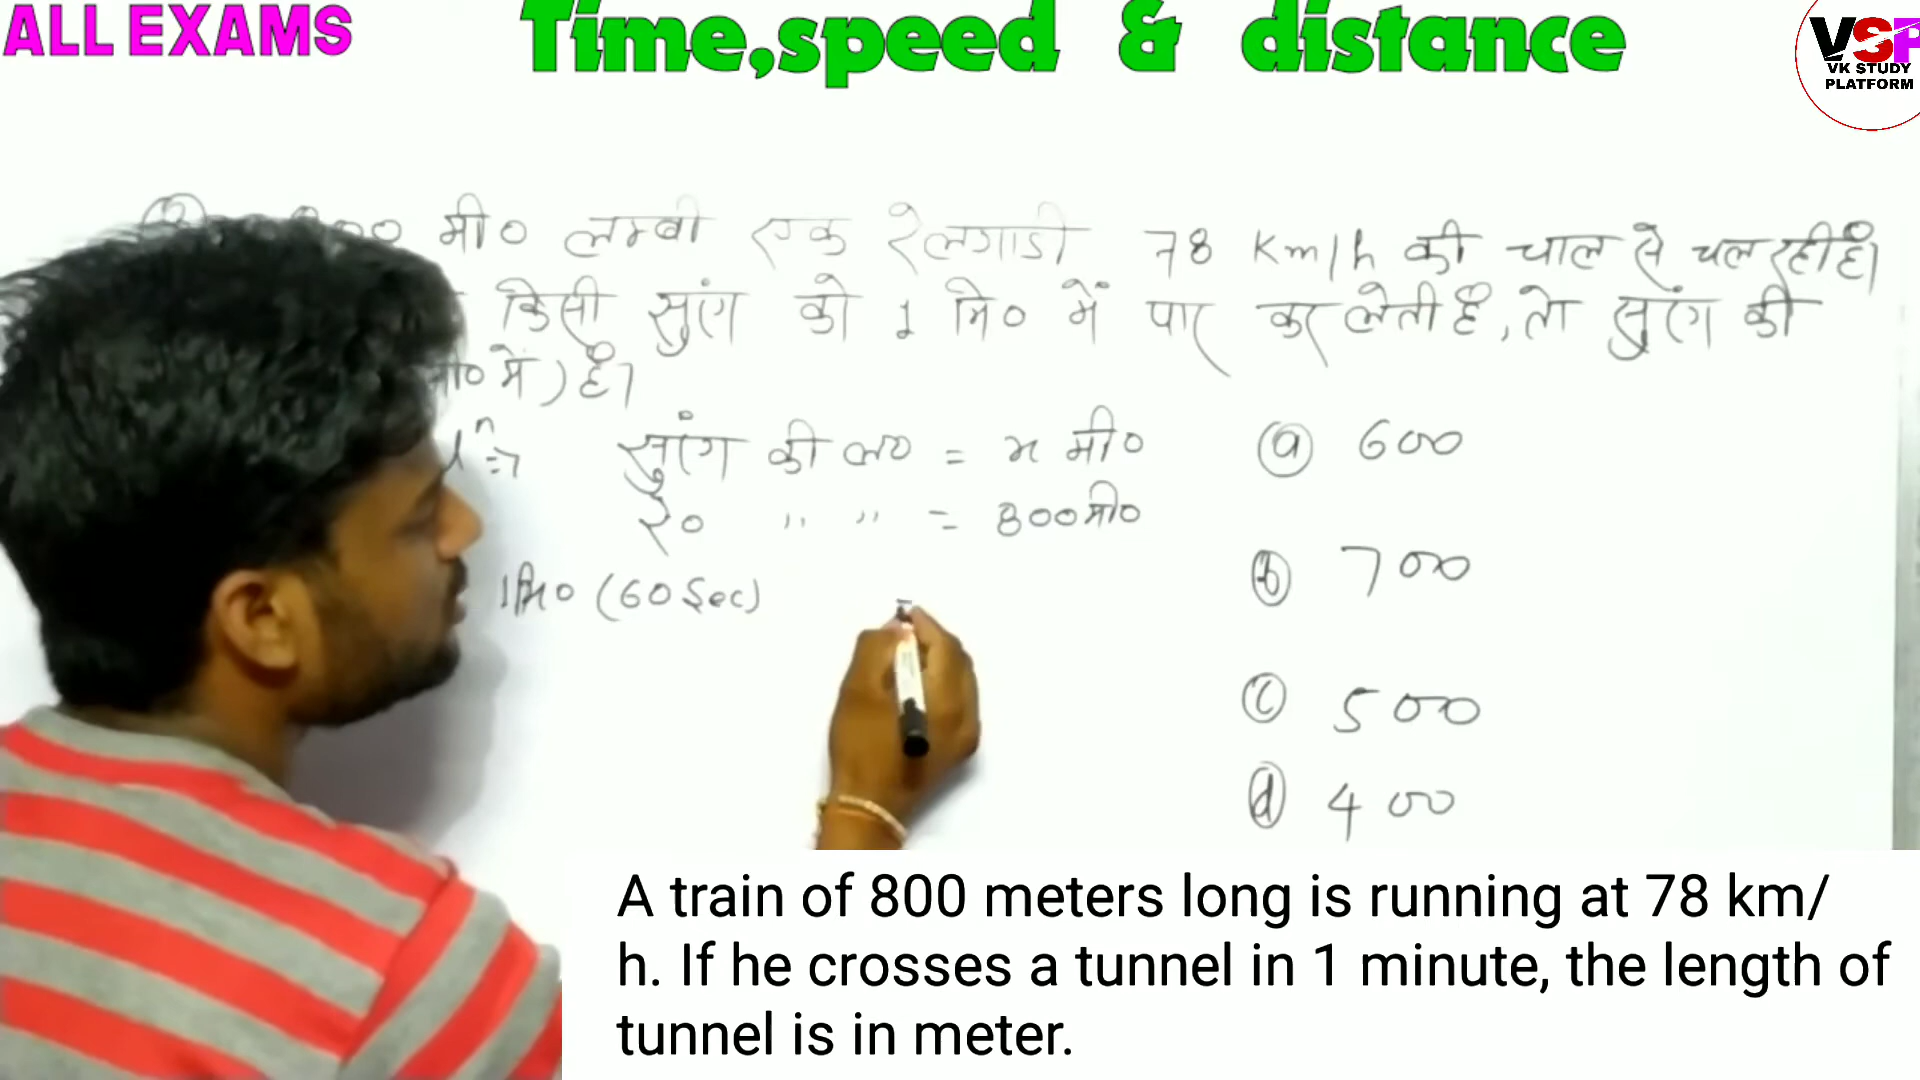 ALL EXAMS
Time,speed & distance
VSP
VK STUDY
PLATFORM
मी० लम्बी एक रेलगाडी 78 Km/h की चाल से चल रही है।
किसी सुरंग को 1 मि० में पार कर लेती है, तो सुरंग की
में) है।
सुरंग की ल० = x मी०
रे० " " = 800मी०
1मि० (60 Sec)
(a) 600
(b) 700
(c) 500
(d) 400
A train of 800 meters long is running at 78 km/
h. If he crosses a tunnel in 1 minute, the length of
tunnel is in meter.